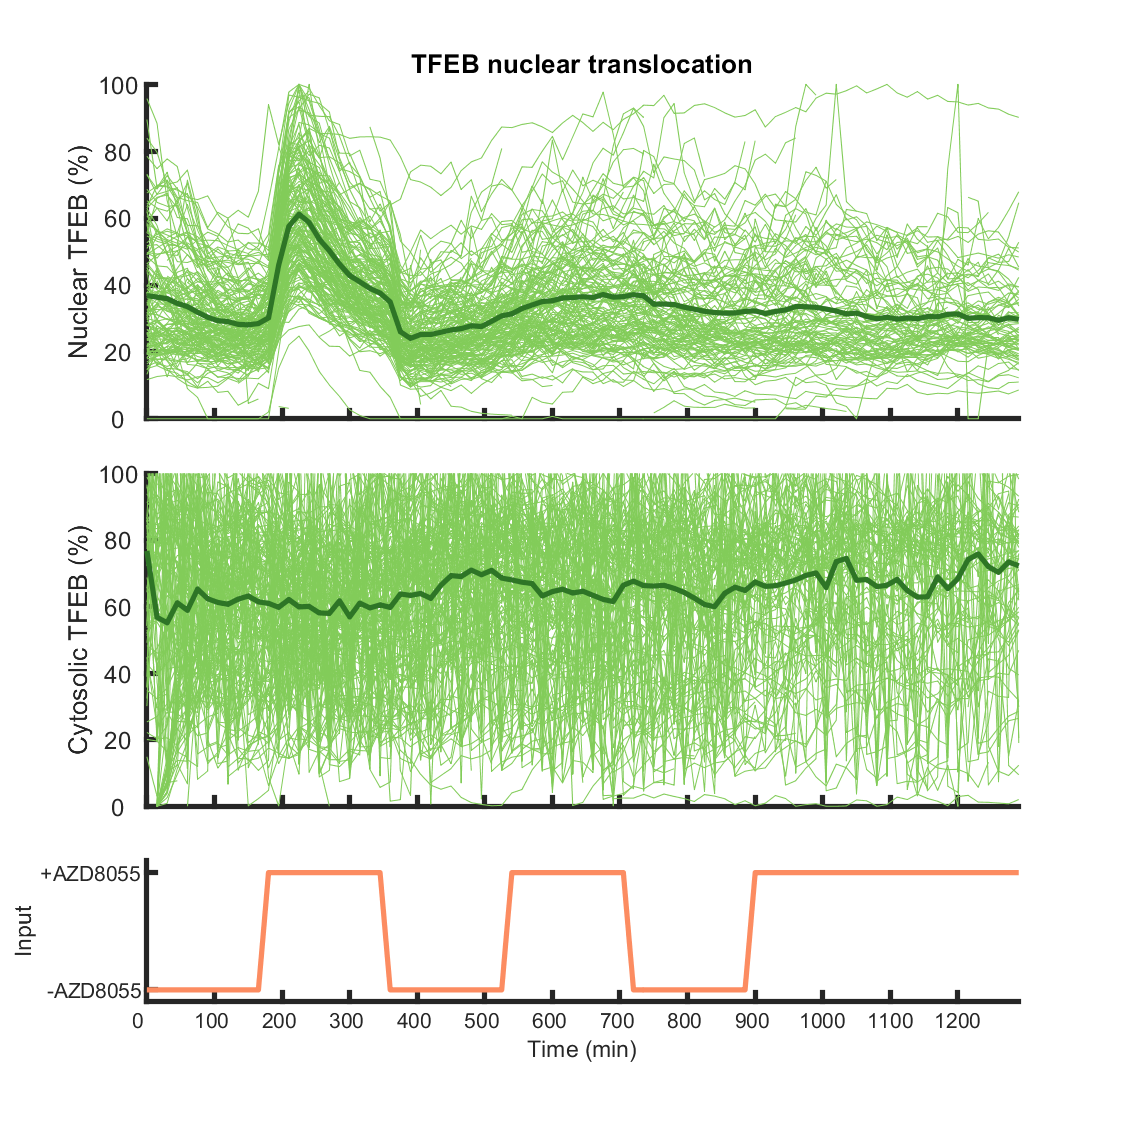 TFEB nuclear translocation
Nuclear TFEB (%)
100
80
60
40
20
0
Cytosolic TFEB (%)
100
80
60
40
20
0
Input
+AZD8055
-AZD8055
0 100 200 300 400 500 600 700 800 900 1000 1100 1200
Time (min)